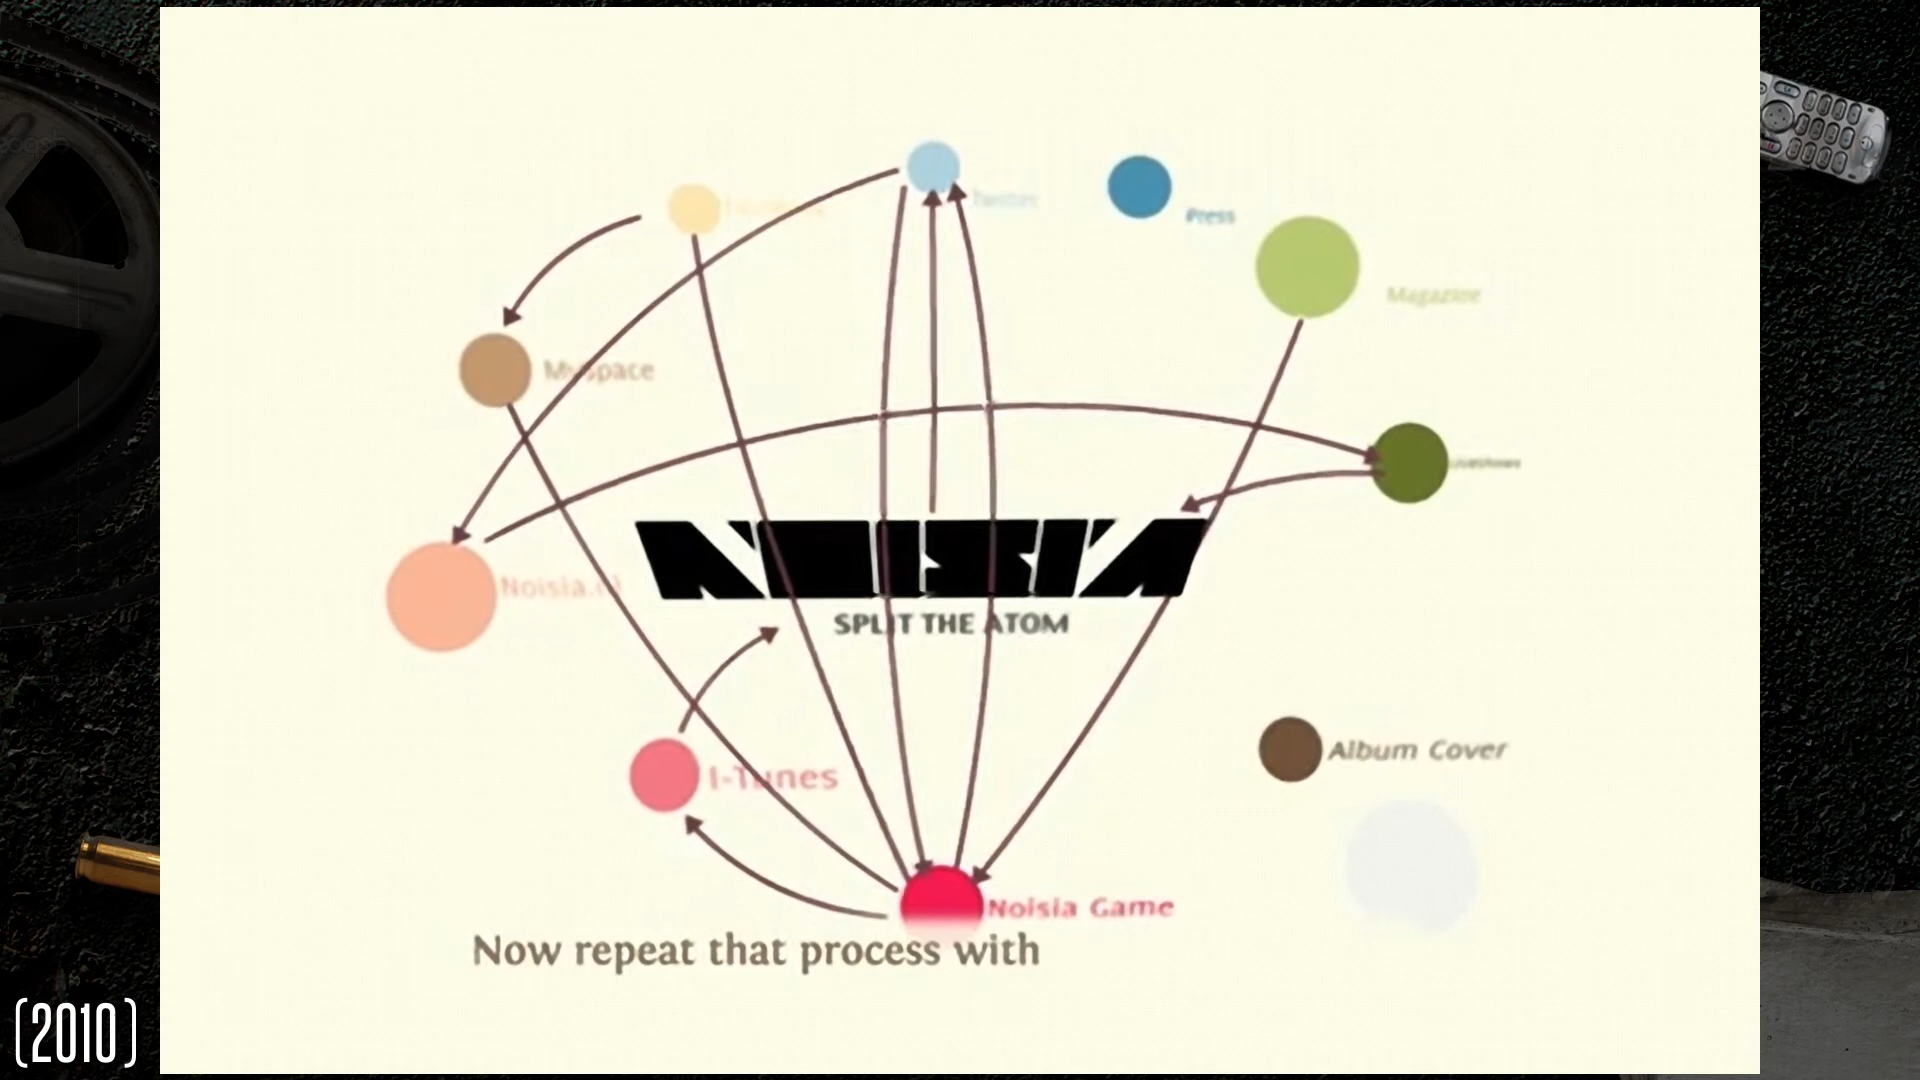 Twitter
Press
Magazine
Myspace
NOISIA
SPLIT THE ATOM
I-Tunes
Album Cover
Noisia Game
Now repeat that process with
(2010)